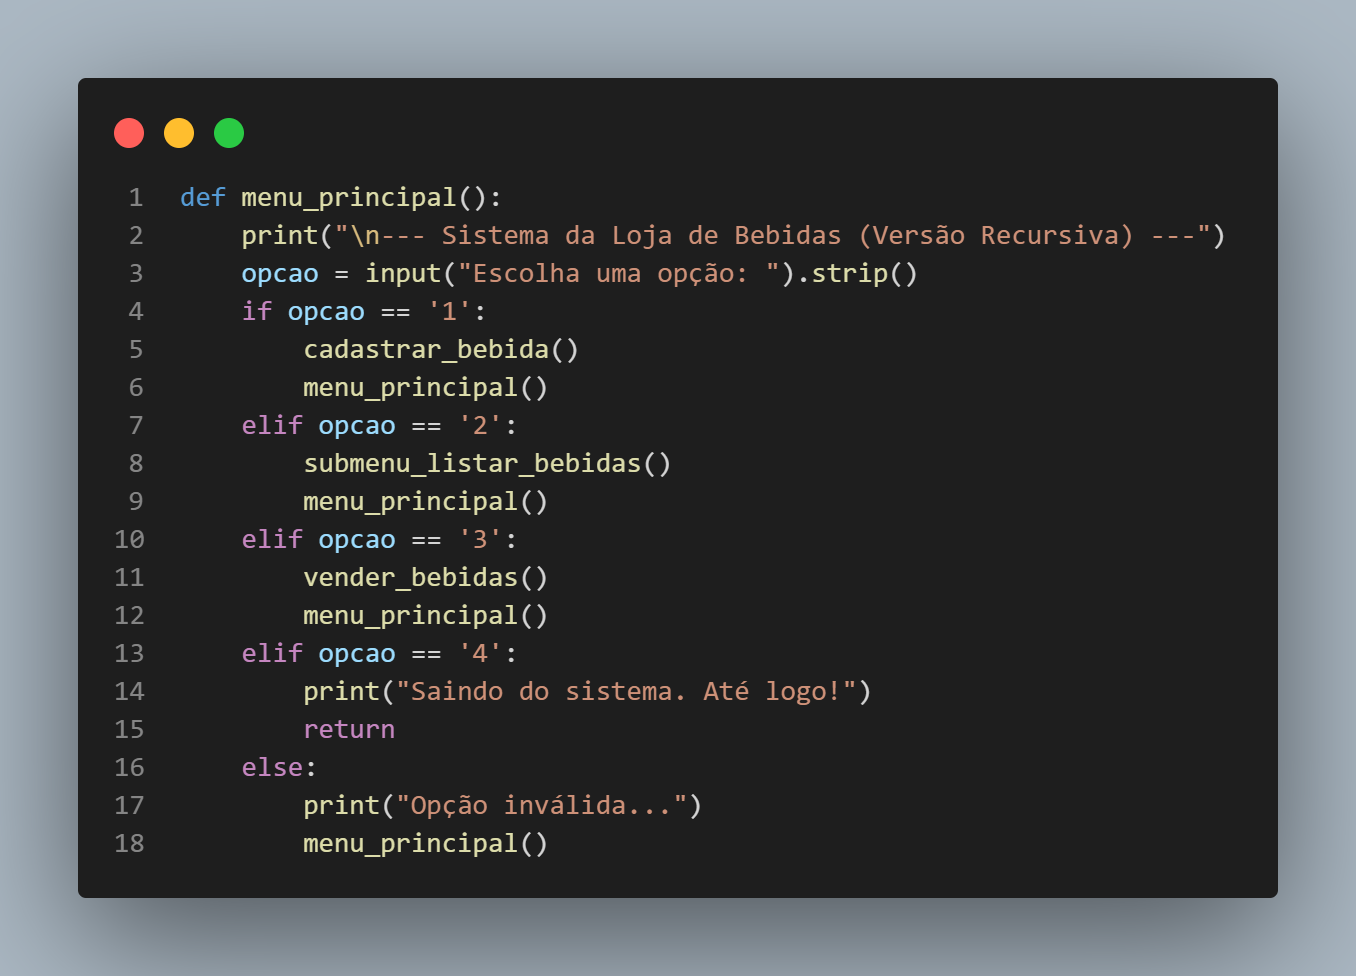 1 def menu_principal():
2     print("\n--- Sistema da Loja de Bebidas (Versão Recursiva) ---")
3     opcao = input("Escolha uma opção: ").strip()
4     if opcao == '1':
5         cadastrar_bebida()
6         menu_principal()
7     elif opcao == '2':
8         submenu_listar_bebidas()
9         menu_principal()
10     elif opcao == '3':
11         vender_bebidas()
12         menu_principal()
13     elif opcao == '4':
14         print("Saindo do sistema. Até logo!")
15         return
16     else:
17         print("Opção inválida...")
18         menu_principal()